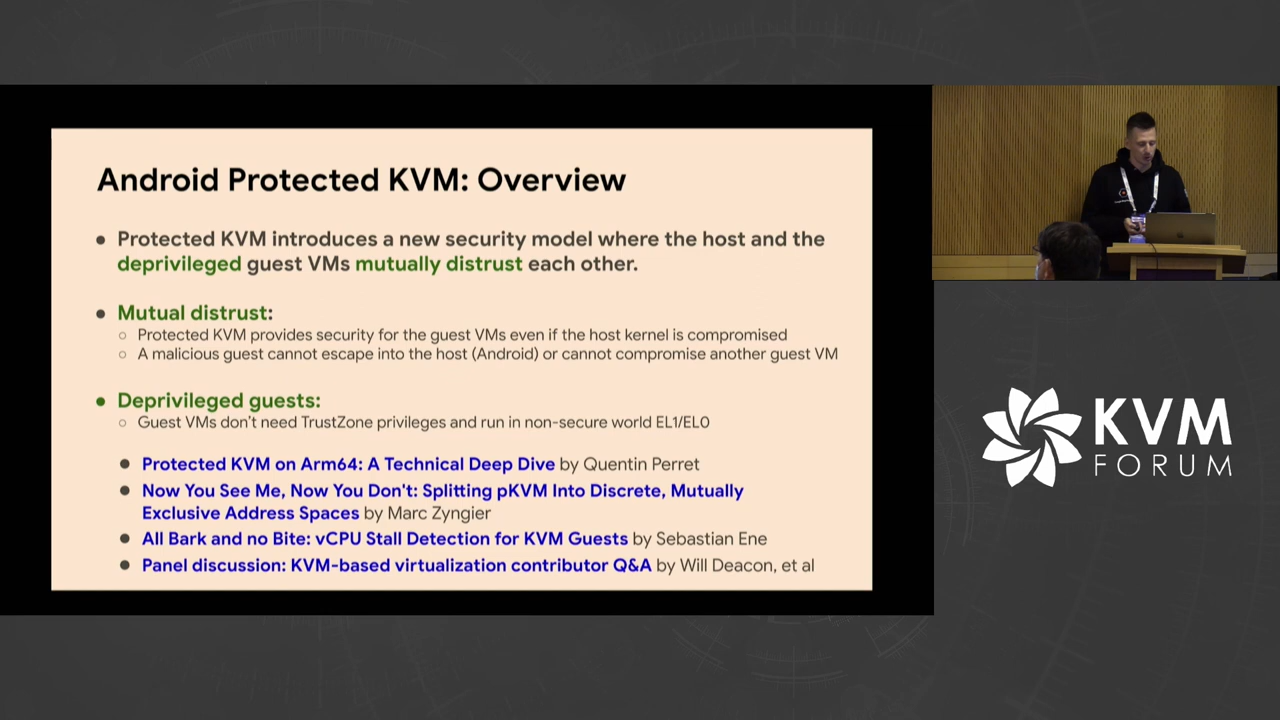 Android Protected KVM: Overview
● Protected KVM introduces a new security model where the host and the
deprivileged guest VMs mutually distrust each other.
● Mutual distrust:
○ Protected KVM provides security for the guest VMs even if the host kernel is compromised
○ A malicious guest cannot escape into the host (Android) or cannot compromise another guest VM
● Deprivileged guests:
○ Guest VMs don't need TrustZone privileges and run in non-secure world EL1/EL0
● Protected KVM on Arm64: A Technical Deep Dive by Quentin Perret
● Now You See Me, Now You Don't: Splitting pKVM Into Discrete, Mutually
Exclusive Address Spaces by Marc Zyngier
● All Bark and no Bite: vCPU Stall Detection for KVM Guests by Sebastian Ene
● Panel discussion: KVM-based virtualization contributor Q&A by Will Deacon, et al
KVM
FORUM